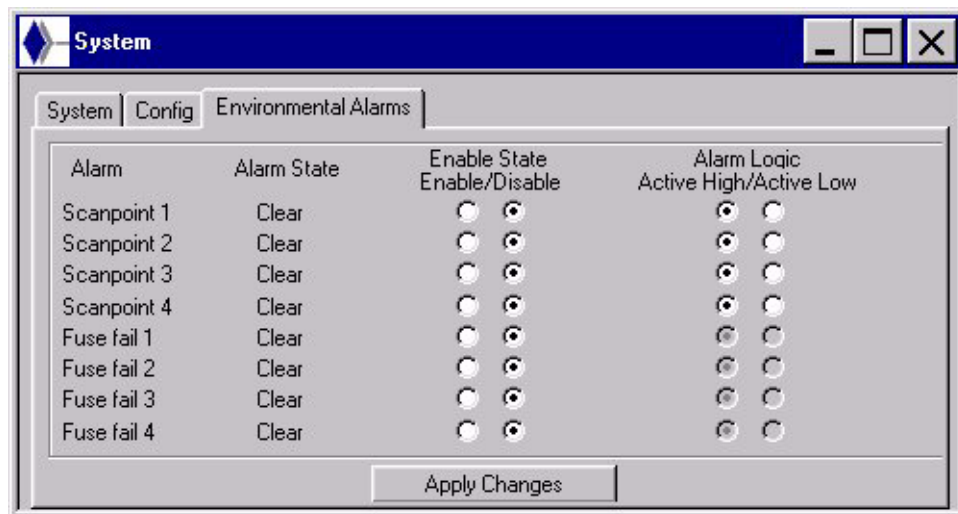 System
System Config Environmental Alarms
Alarm Alarm State Enable State Alarm Logic
Enable/Disable Active High/Active Low
Scanpoint 1 Clear
Scanpoint 2 Clear
Scanpoint 3 Clear
Scanpoint 4 Clear
Fuse fail 1 Clear
Fuse fail 2 Clear
Fuse fail 3 Clear
Fuse fail 4 Clear
Apply Changes